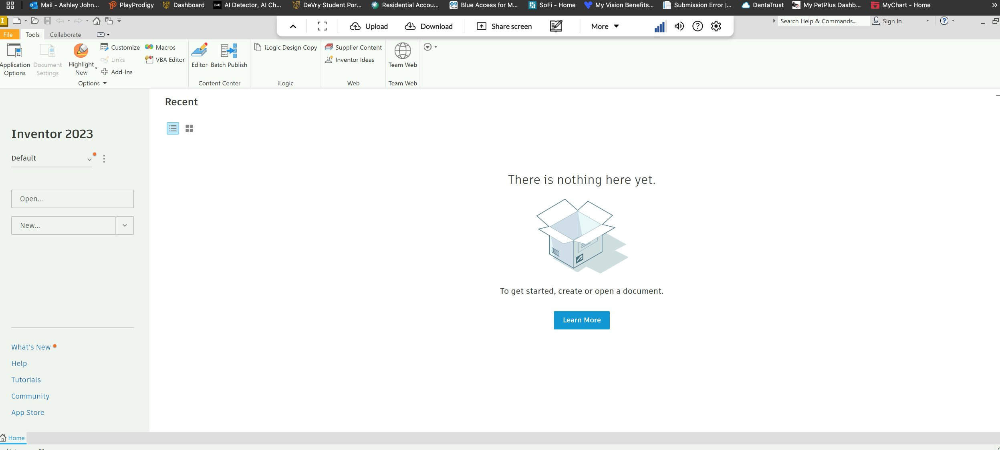 Mail - Ashley John... PlayProdigy Dashboard [ud] AI Detector, AI Ch... DeVry Student Por... Residential Accou... Blue Access for M... SoFi - Home My Vision Benefits... Submission Error |... DentaTrust My PetPlus Dashb... MyChart - Home
Upload Download Share screen More
Search Help & Commands... Sign In
File Tools Collaborate
Application Options
Document Settings
Highlight New
Customize
Links
Add-Ins
Macros
VBA Editor
Options
Editor
Batch Publish
Content Center
iLogic Design Copy
iLogic
Supplier Content
Inventor Ideas
Web
Team Web
Team Web
Recent
Inventor 2023
Default
Open...
New...
There is nothing here yet.
To get started, create or open a document.
Learn More
What's New
Help
Tutorials
Community
App Store
Home